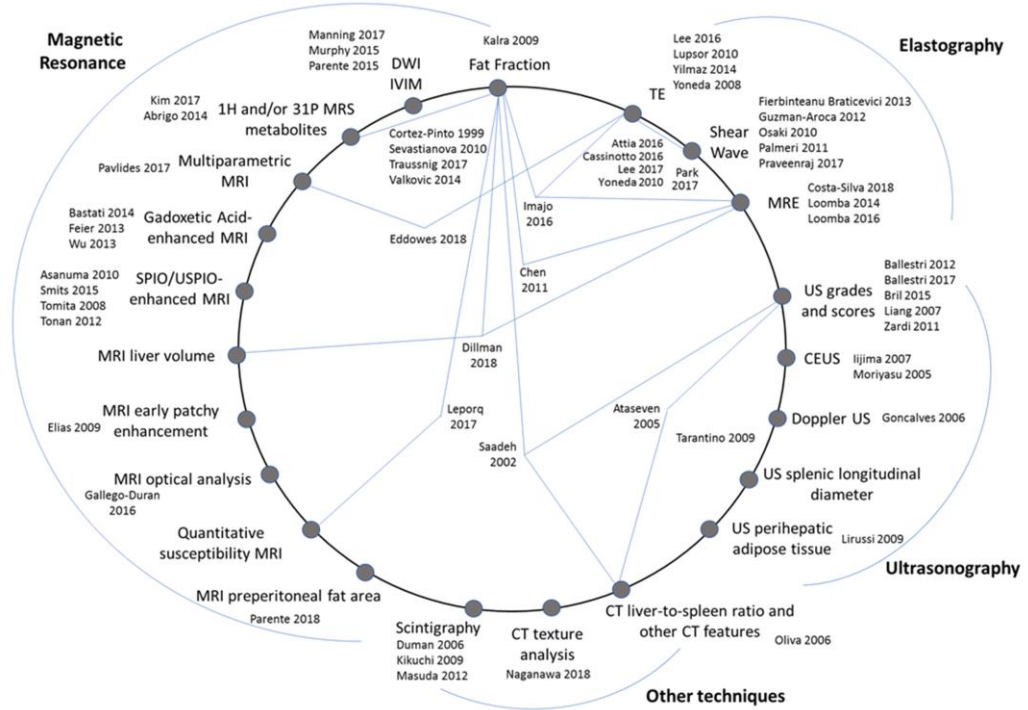 Magnetic
Resonance
Manning 2017
Murphy 2015
Parente 2015
DWI
IVIM
Kalra 2009
Fat Fraction
Lee 2016
Lupsor 2010
Yilmaz 2014
Yoneda 2008
TE
Elastography
Kim 2017
Abrigo 2014
1H and/or 31P MRS
metabolites
Cortez-Pinto 1999
Sevastianova 2010
Traussnig 2017
Valkovic 2014
Attia 2016
Cassinotto 2016
Lee 2017
Yoneda 2010
Park
2017
Shear
Wave
Fierbinteanu Braticevici 2013
Guzman-Aroca 2012
Osaki 2010
Palmeri 2011
Praveenraj 2017
Pavlides 2017
Multiparametric
MRI
MRE
Costa-Silva 2018
Loomba 2014
Loomba 2016
Imajo
2016
Eddowes 2018
Bastati 2014
Feier 2013
Wu 2013
Gadoxetic Acid-
enhanced MRI
Chen
2011
Asanuma 2010
Smits 2015
Tomita 2008
Tonan 2012
SPIO/USPIO-
enhanced MRI
US grades
and scores
Ballestri 2012
Ballestri 2017
Bril 2015
Liang 2007
Zardi 2011
MRI liver volume
Dillman
2018
CEUS
Iijima 2007
Moriyasu 2005
Elias 2009
MRI early patchy
enhancement
Leporq
2017
Saadeh
2002
Ataseven
2005
Tarantino 2009
Doppler US
Goncalves 2006
MRI optical analysis
Gallego-Duran
2016
US splenic longitudinal
diameter
Quantitative
susceptibility MRI
US perihepatic
adipose tissue
Lirussi 2009
Ultrasonography
MRI preperitoneal fat area
Parente 2018
Scintigraphy
Duman 2006
Kikuchi 2009
Masuda 2012
CT texture
analysis
Naganawa 2018
CT liver-to-spleen ratio and
other CT features
Oliva 2006
Other techniques